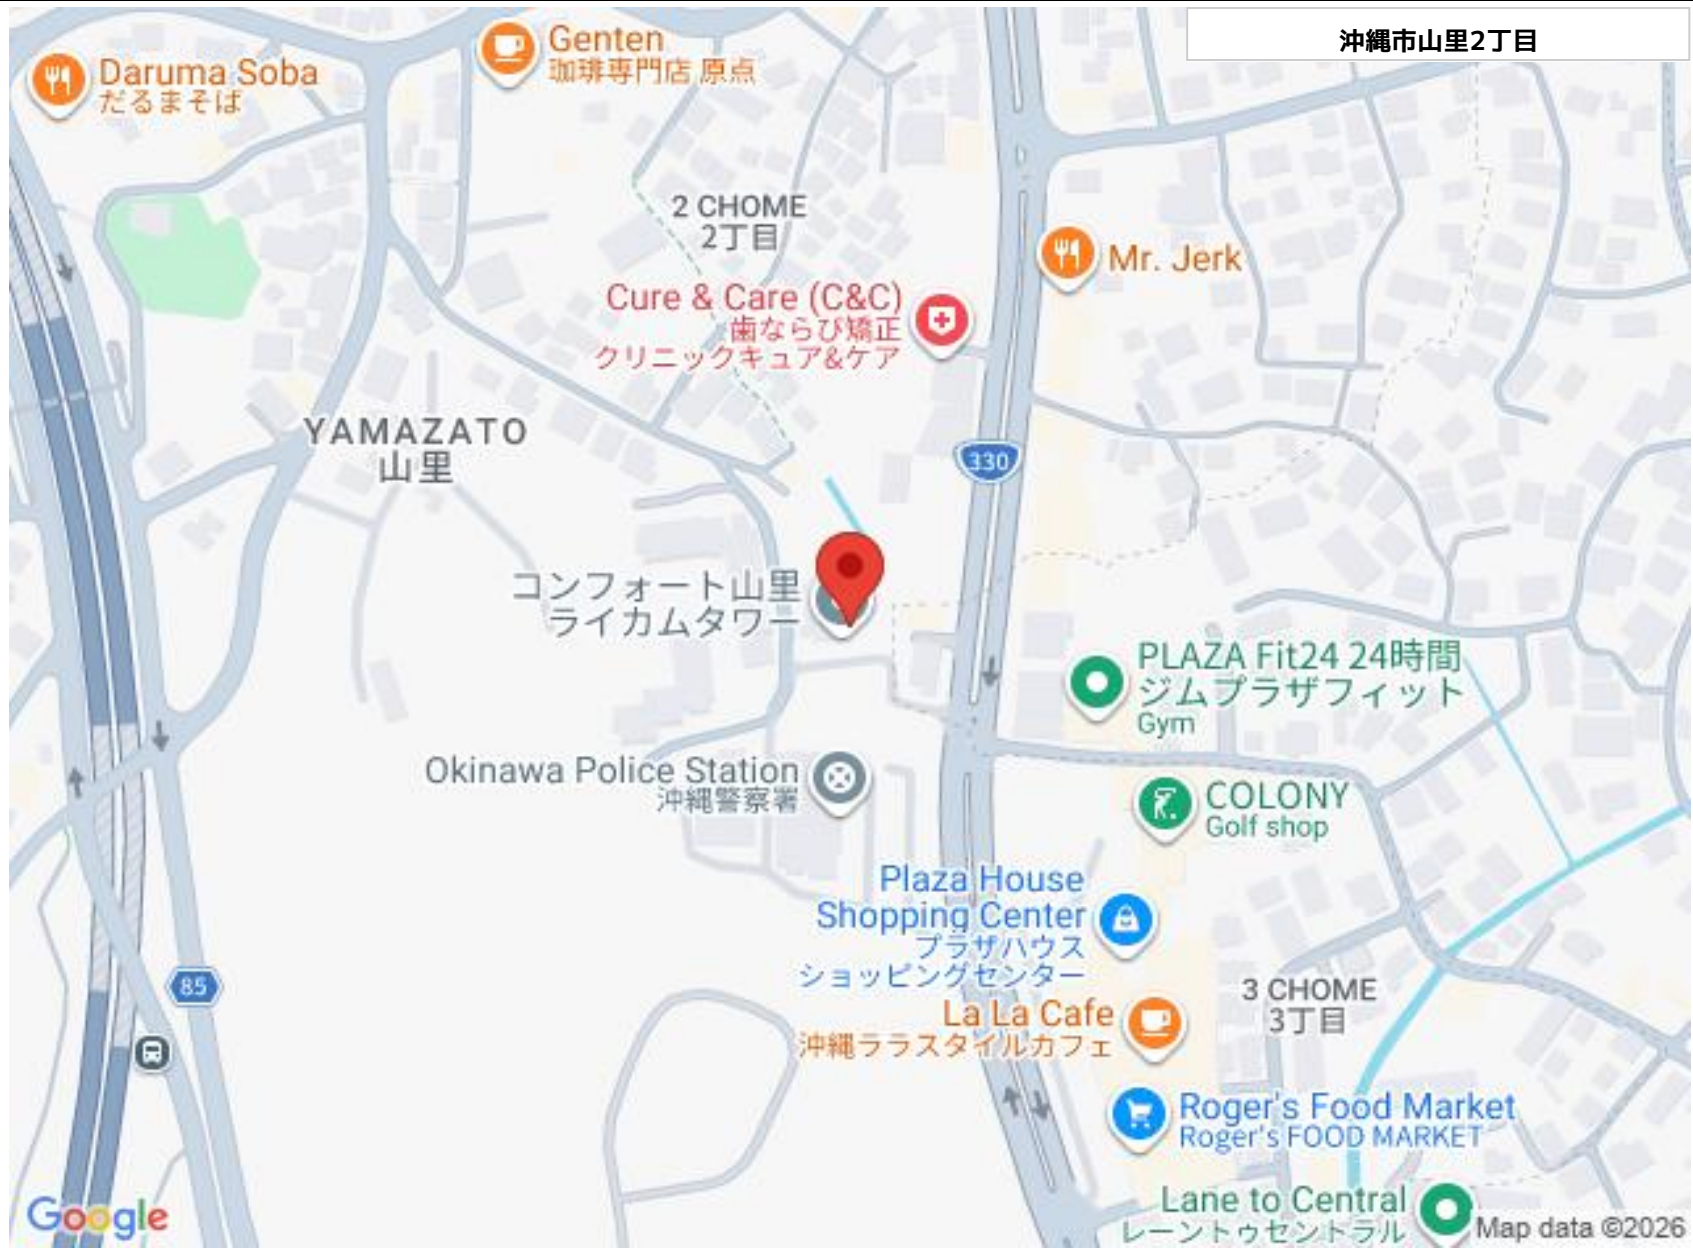 沖縄市山里2丁目
Daruma Soba
だるまそば
Genten
珈琲専門店 原点
2 CHOME
2丁目
Mr. Jerk
Cure & Care (C&C)
歯ならび矯正
クリニックキュア&ケア
YAMAZATO
山里
330
コンフォート山里
ライカムタワー
PLAZA Fit24 24時間
ジムプラザフィット
Gym
Okinawa Police Station
沖縄警察署
COLONY
Golf shop
Plaza House
Shopping Center
プラザハウス
ショッピングセンター
85
3 CHOME
3丁目
La La Cafe
沖縄ララスタイルカフェ
Roger's Food Market
Roger's FOOD MARKET
Lane to Central
レーントゥセントラル
Google
Map data ©2026